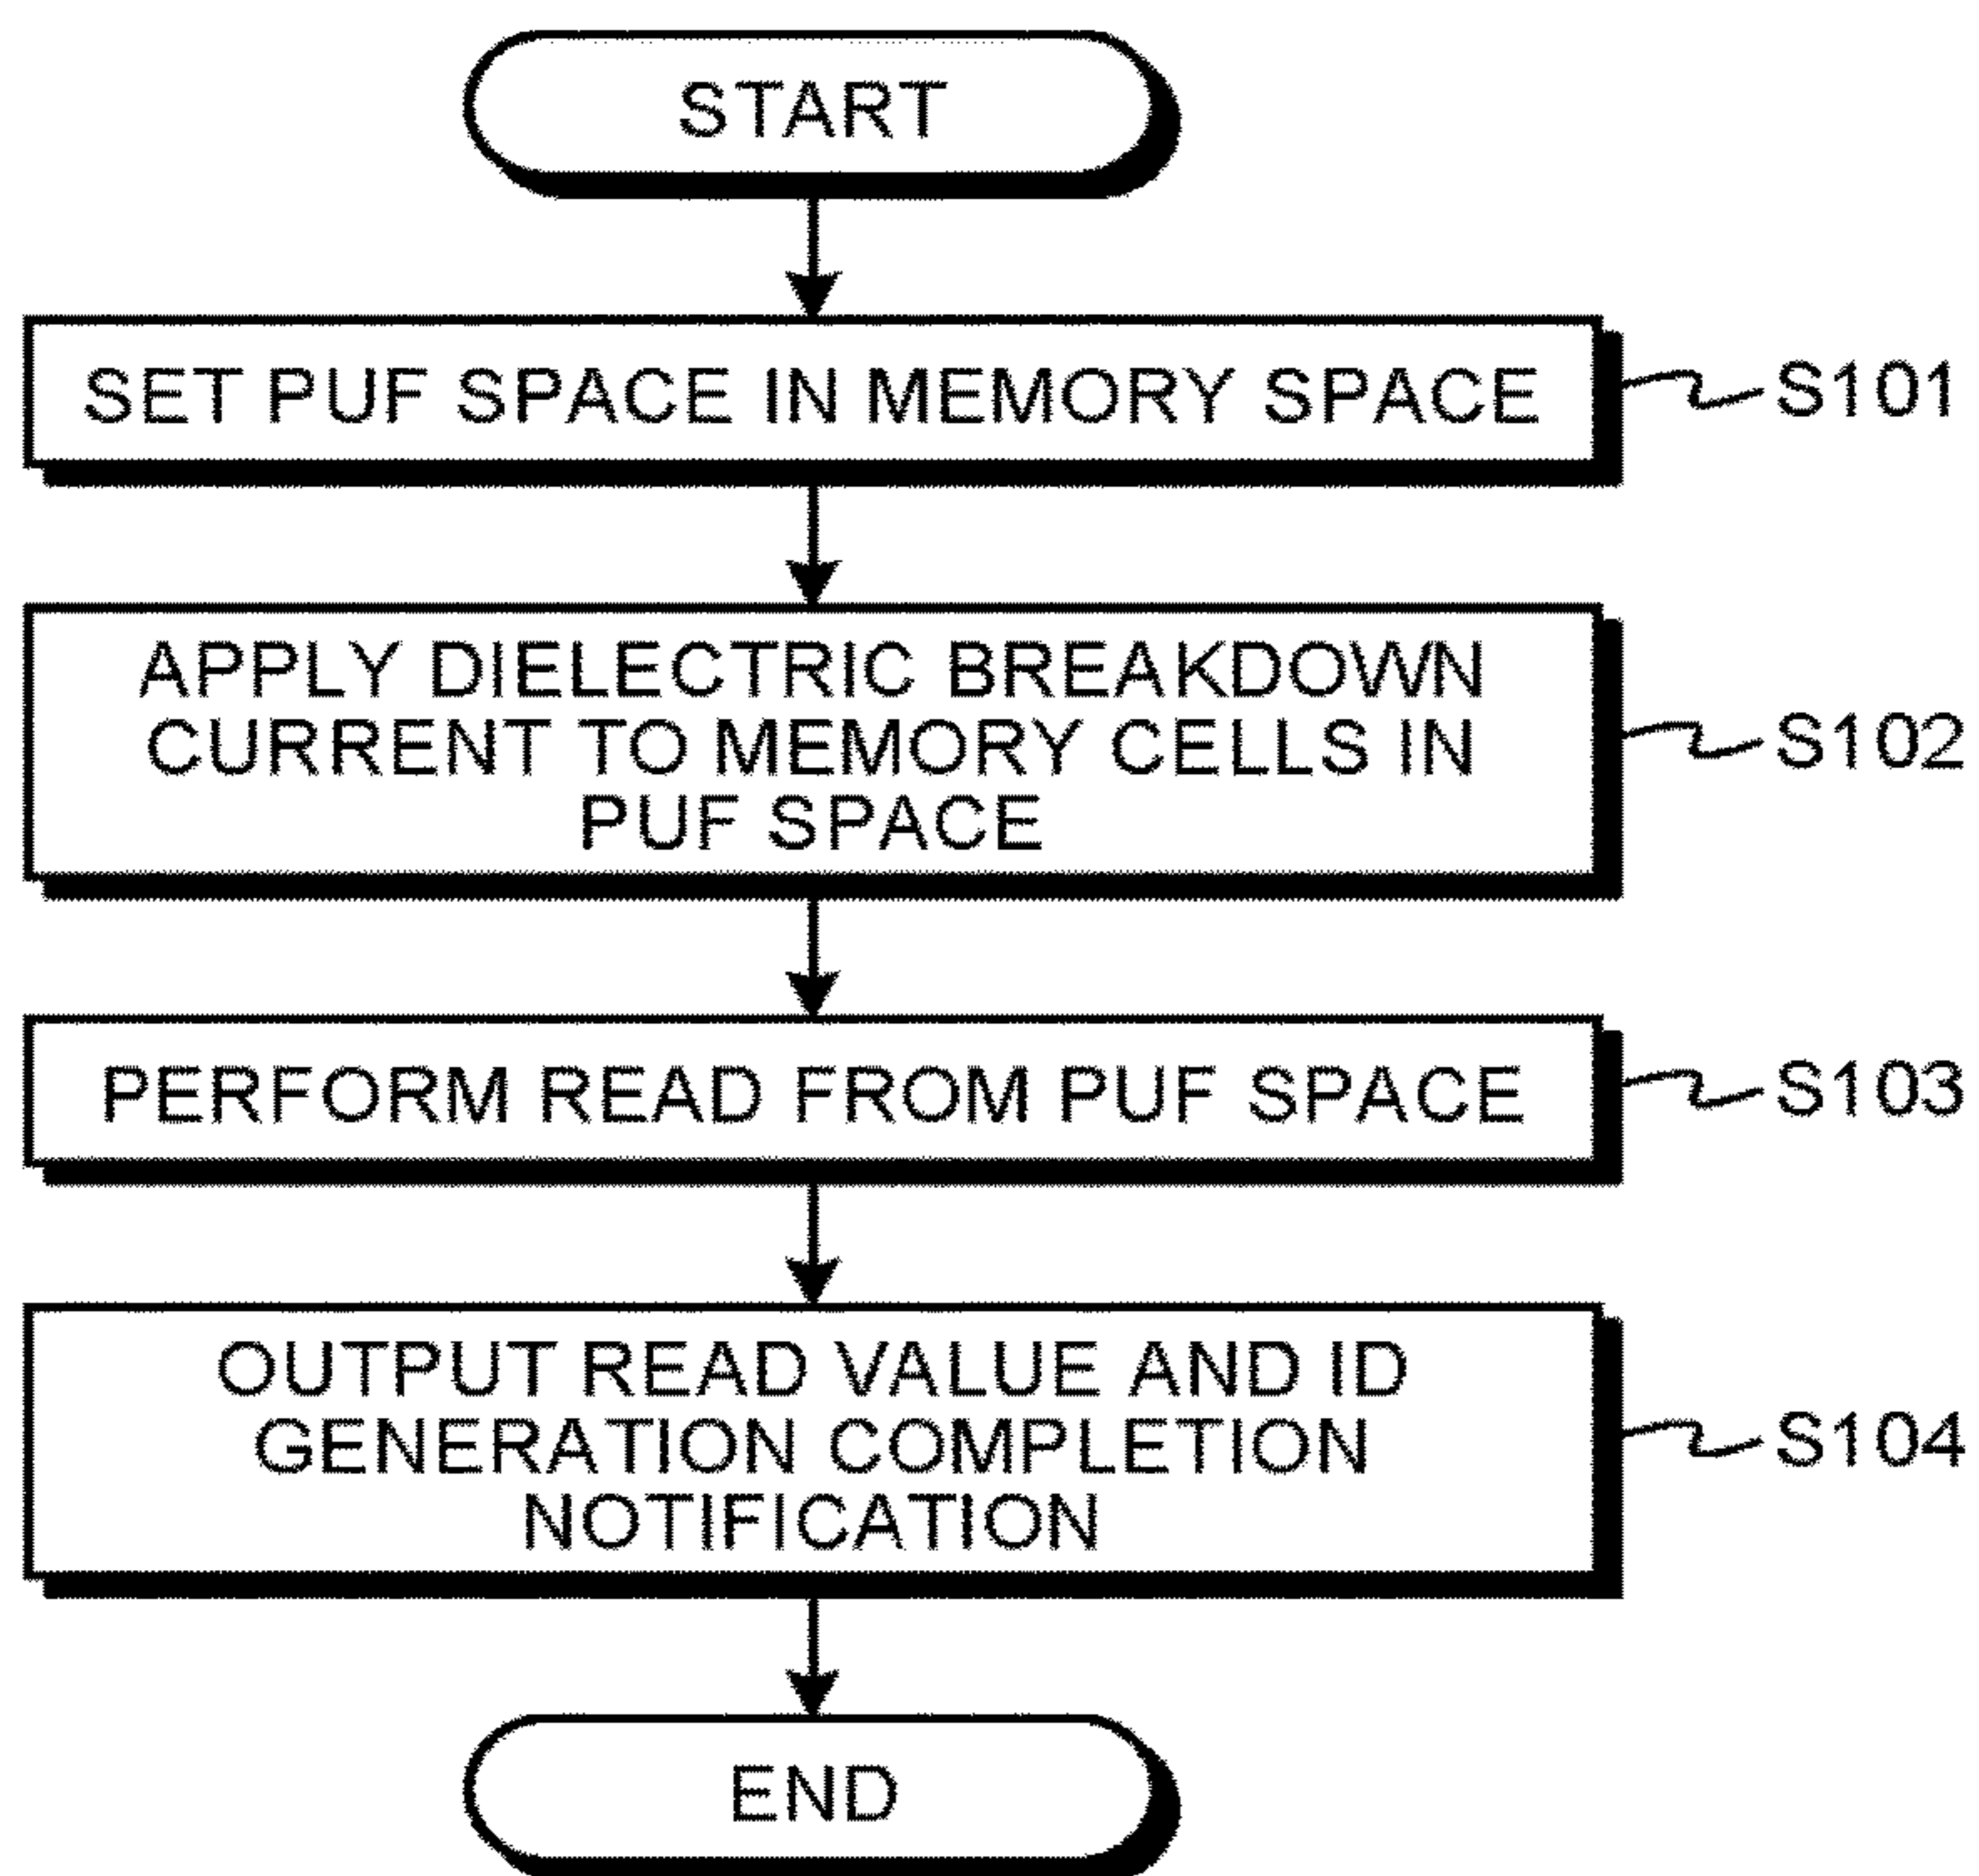 START
SET PUF SPACE IN MEMORY SPACE
S101
APPLY DIELECTRIC BREAKDOWN
CURRENT TO MEMORY CELLS IN
PUF SPACE
S102
PERFORM READ FROM PUF SPACE
S103
OUTPUT READ VALUE AND ID
GENERATION COMPLETION
NOTIFICATION
S104
END